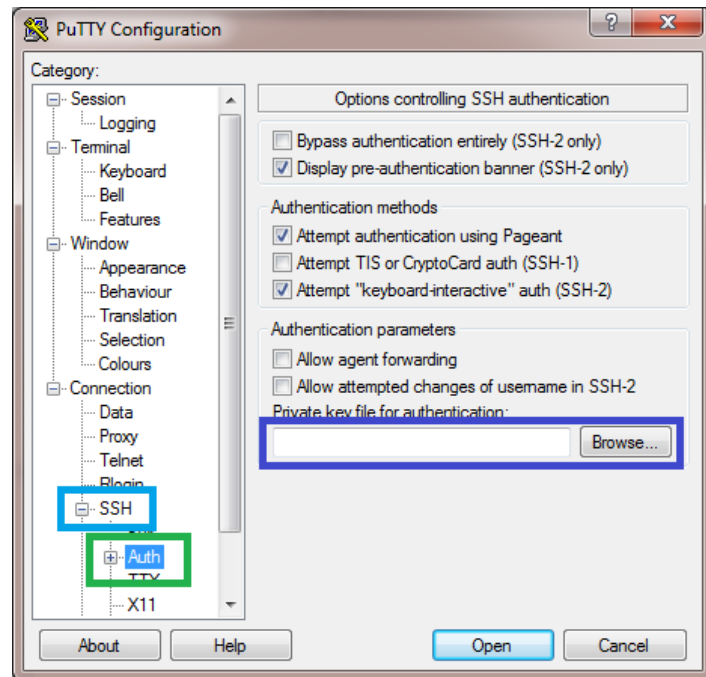 PuTTY Configuration
Category:
Session
Logging
Terminal
Keyboard
Bell
Features
Window
Appearance
Behaviour
Translation
Selection
Colours
Connection
Data
Proxy
Telnet
Rlogin
SSH
Auth
TTY
X11
Options controlling SSH authentication
Bypass authentication entirely (SSH-2 only)
Display pre-authentication banner (SSH-2 only)
Authentication methods
Attempt authentication using Pageant
Attempt TIS or CryptoCard auth (SSH-1)
Attempt "keyboard-interactive" auth (SSH-2)
Authentication parameters
Allow agent forwarding
Allow attempted changes of username in SSH-2
Private key file for authentication:
Browse...
About
Help
Open
Cancel